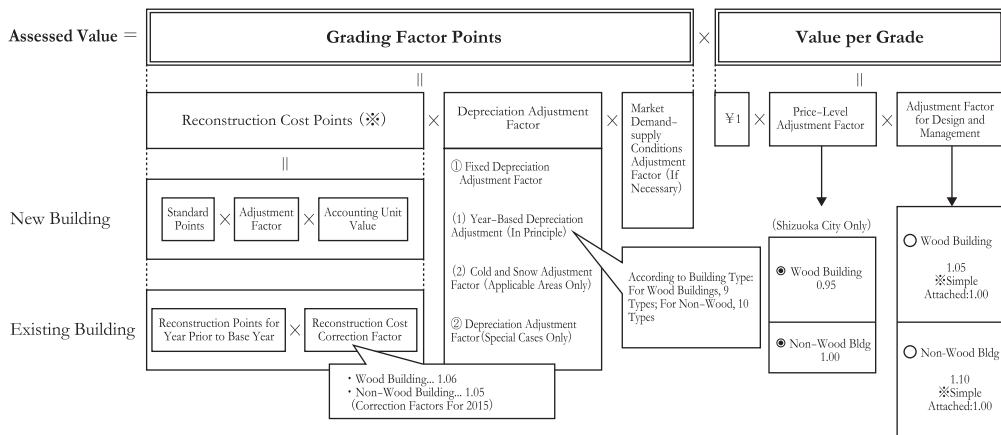 Assessed Value =
Grading Factor Points
×
Value per Grade
||
||
Reconstruction Cost Points (※)
×
Depreciation Adjustment
Factor
×
Market
Demand-
supply
Conditions
Adjustment
Factor (If
Necessary)
¥1
×
Price-Level
Adjustment Factor
×
Adjustment Factor
for Design and
Management
||
New Building
Standard
Points
×
Adjustment
Factor
×
Accounting Unit
Value
① Fixed Depreciation
Adjustment Factor
(1) Year-Based Depreciation
Adjustment (In Principle)
(2) Cold and Snow Adjustment
Factor (Applicable Areas Only)
② Depreciation Adjustment
Factor(Special Cases Only)
According to Building Type:
For Wood Buildings, 9
Types; For Non-Wood, 10
Types
(Shizuoka City Only)
◉ Wood Building
0.95
◉ Non-Wood Bldg
1.00
○ Wood Building
1.05
※Simple
Attached:1.00
○ Non-Wood Bldg
1.10
※Simple
Attached:1.00
Existing Building
Reconstruction Points for
Year Prior to Base Year
×
Reconstruction Cost
Correction Factor
・Wood Building... 1.06
・Non-Wood Building... 1.05
(Correction Factors For 2015)